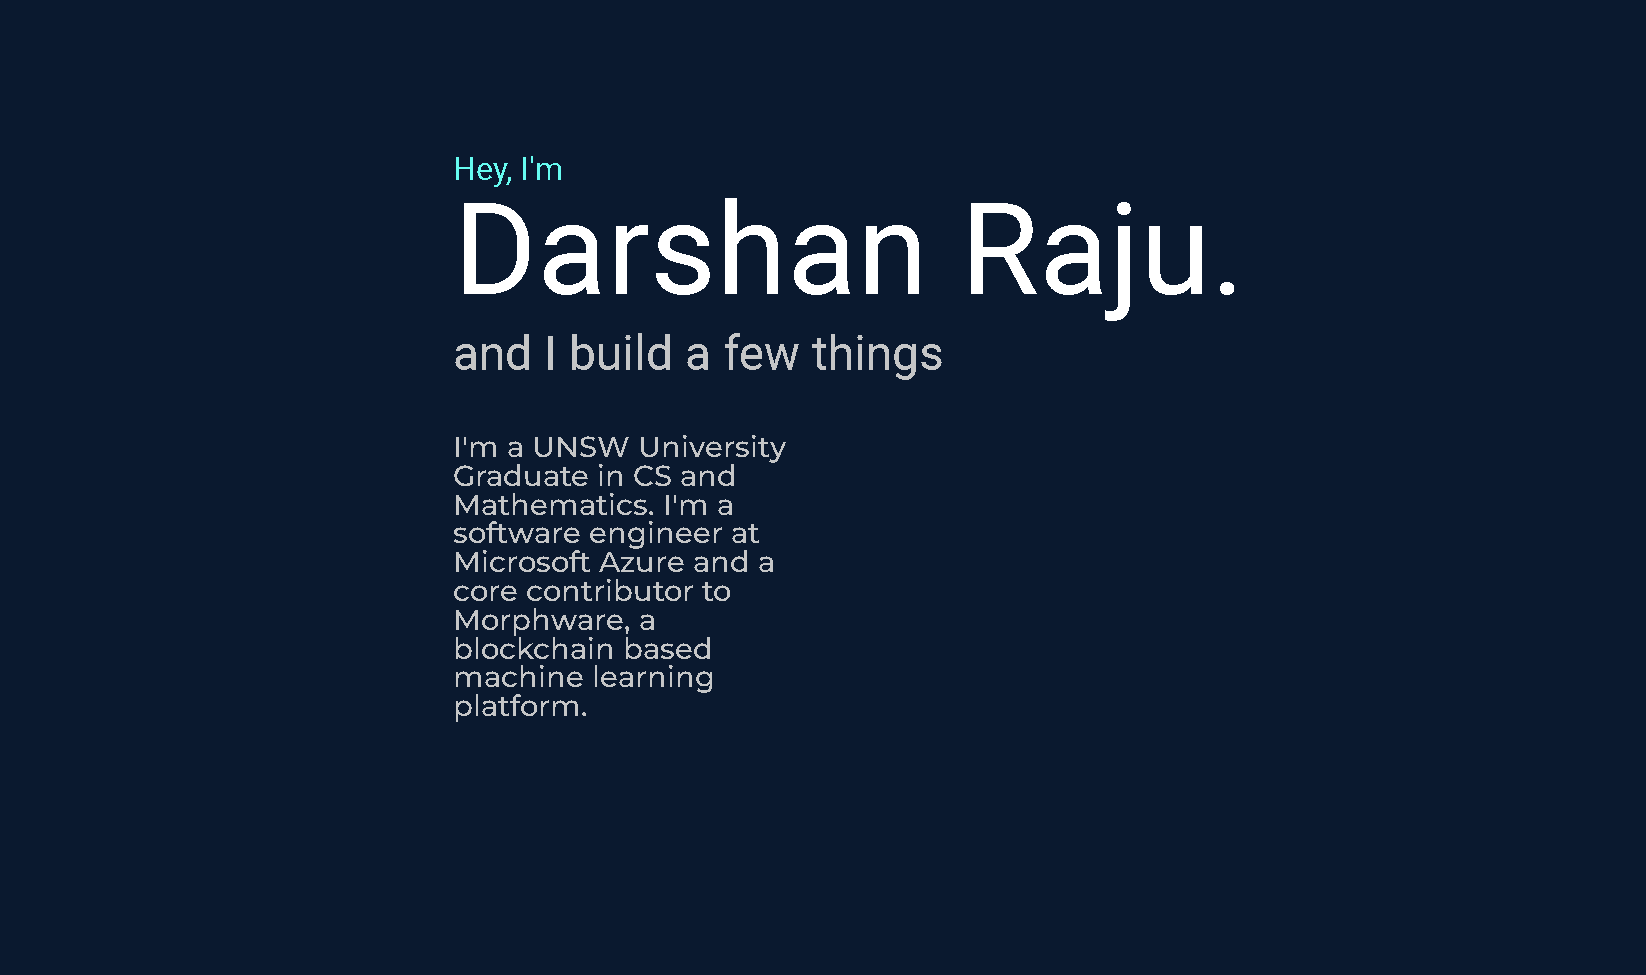 Hey, I'm
Darshan Raju.
and I build a few things
I'm a UNSW University
Graduate in CS and
Mathematics. I'm a
software engineer at
Microsoft Azure and a
core contributor to
Morphware, a
blockchain based
machine learning
platform.